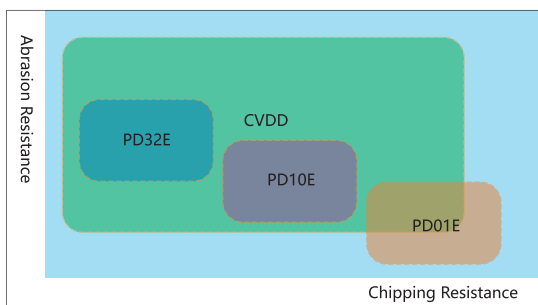 Abrasion Resistance
CVDD
PD32E
PD10E
PD01E
Chipping Resistance